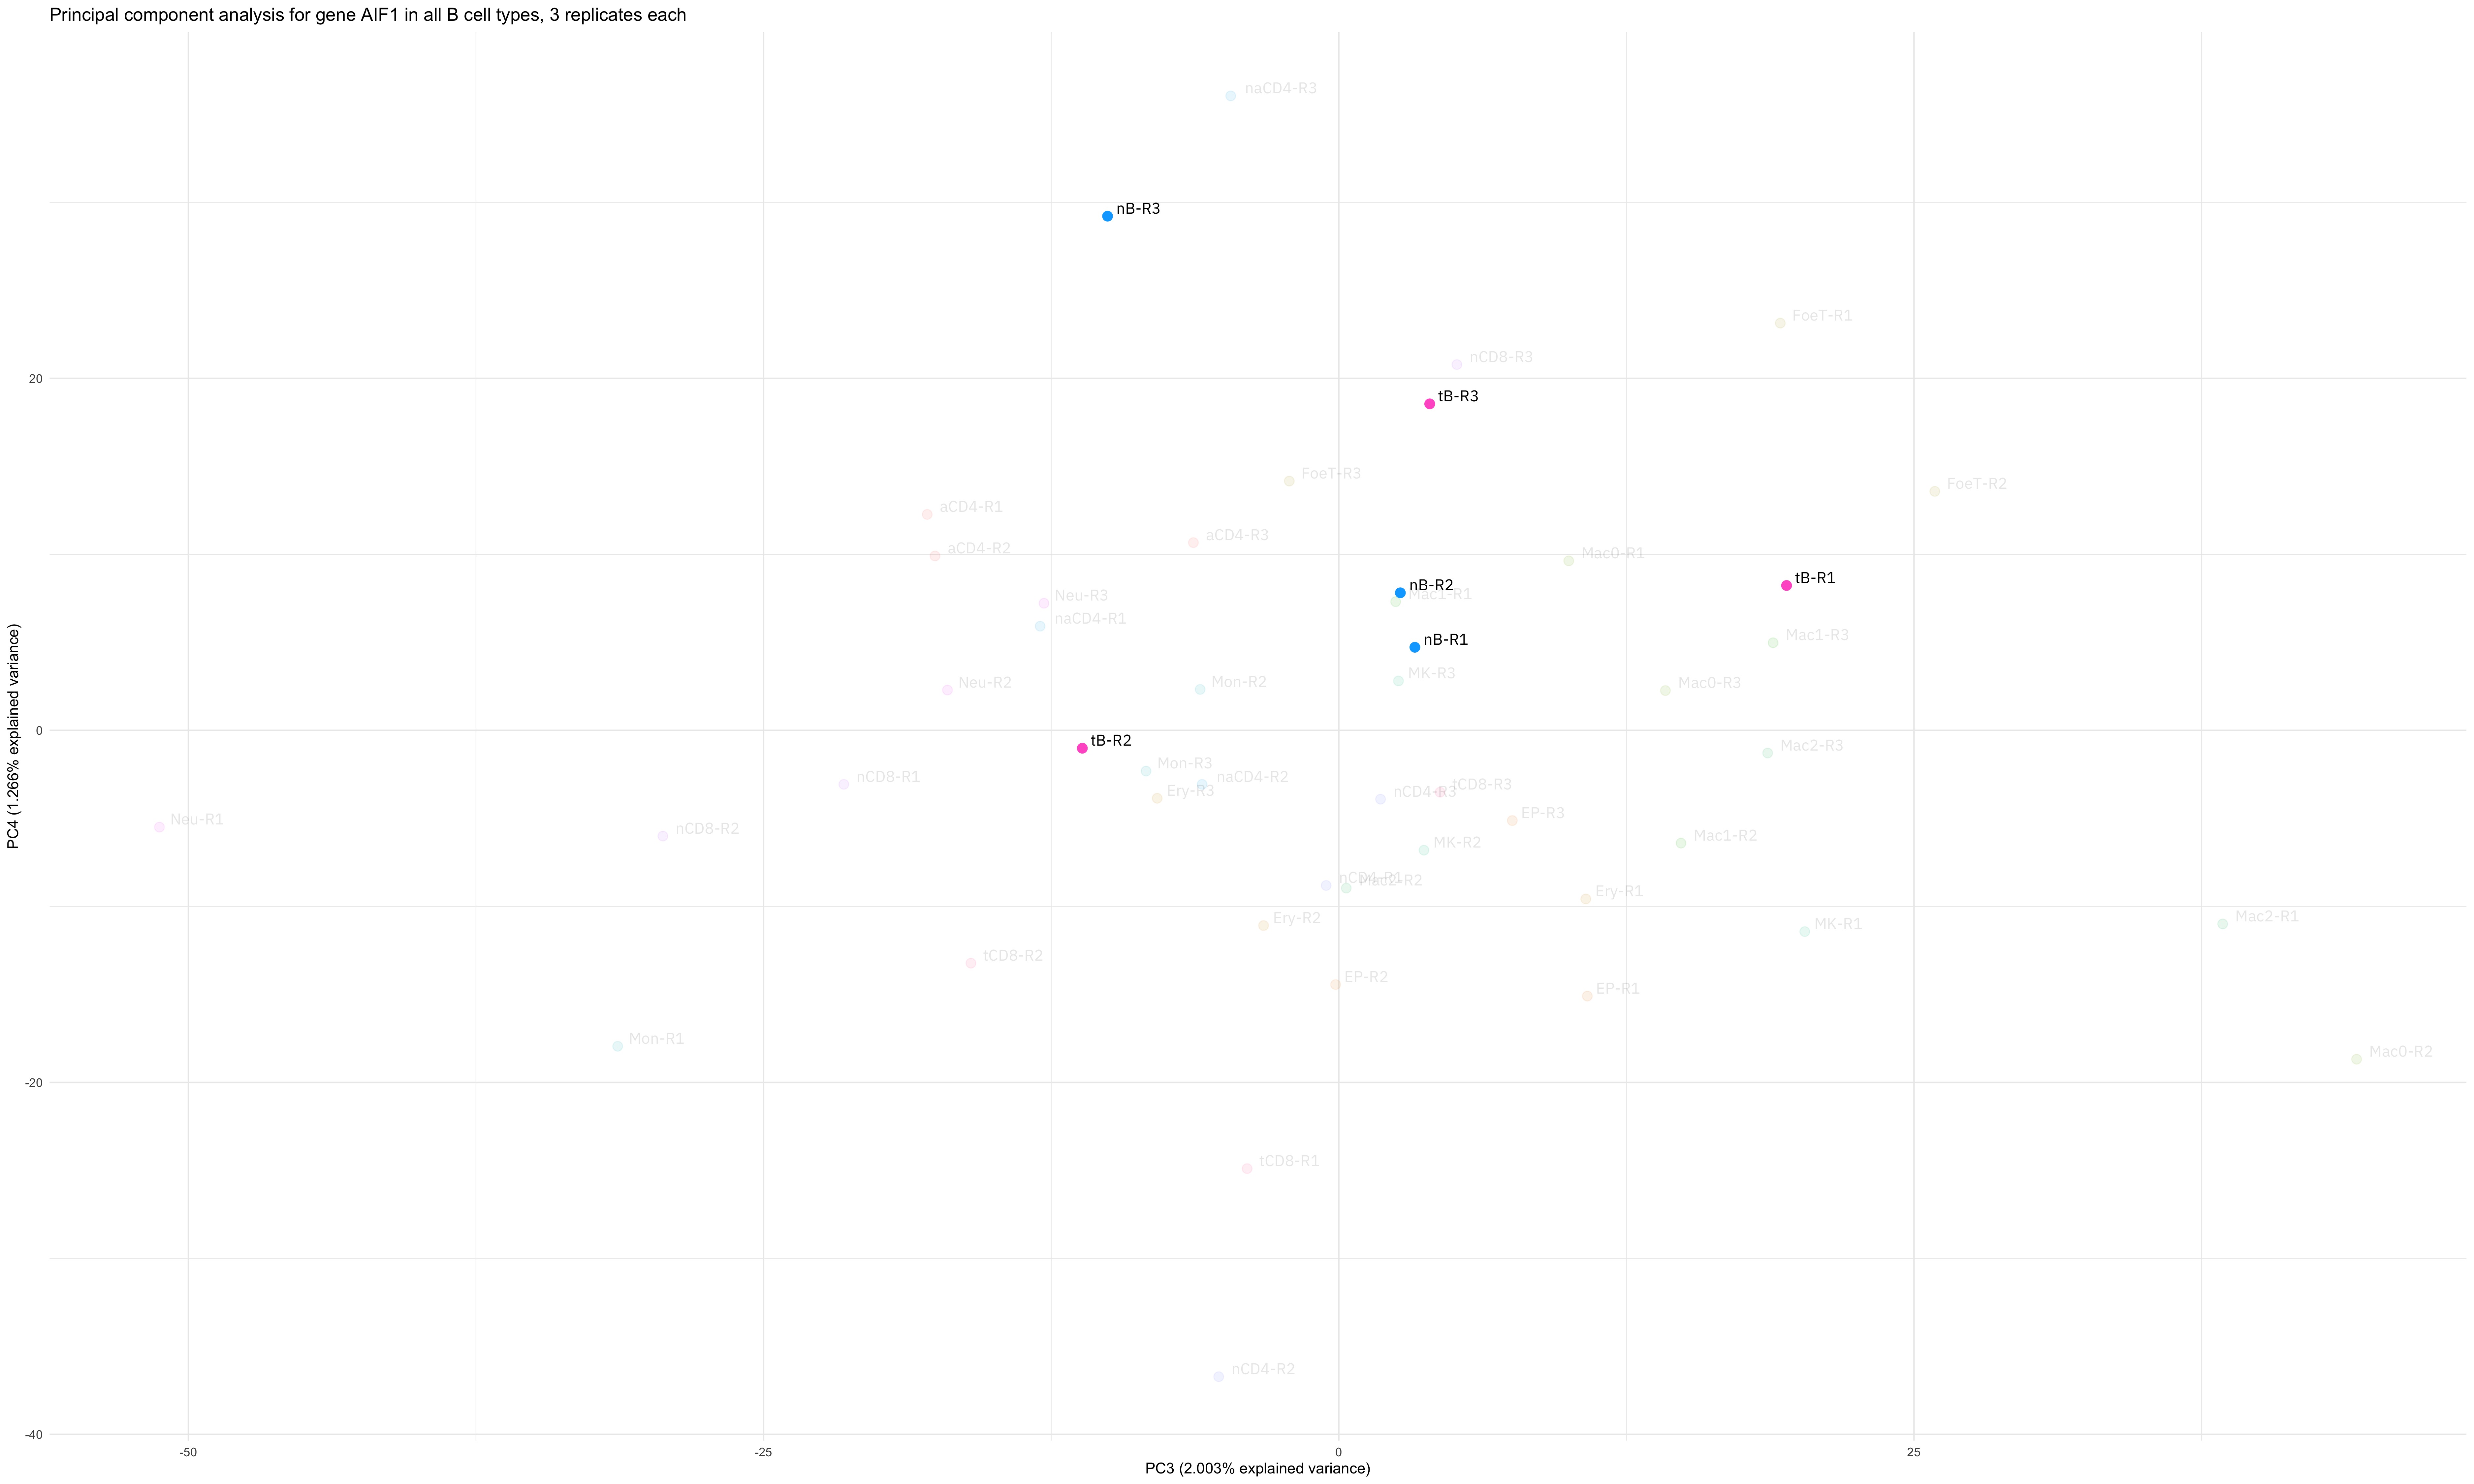 Principal component analysis for gene AIF1 in all B cell types, 3 replicates each
naCD4-R3
nB-R3
FoeT-R1
nCD8-R3
20
tB-R3
FoeT-R3
FoeT-R2
aCD4-R1
aCD4-R3
aCD4-R2
Mac0-R1
tB-R1
nB-R2
Mac1-R1
Neu-R3
naCD4-R1
Mac1-R3
nB-R1
MK-R3
Neu-R2
Mon-R2
Mac0-R3
0
tB-R2
Mac2-R3
Mon-R3
nCD8-R1
naCD4-R2
tCD8-R3
Ery-R3
nCD4-R3
EP-R3
Neu-R1
nCD8-R2
Mac1-R2
MK-R2
nCD4-R1
Mac2-R2
Ery-R1
Ery-R2
MK-R1
Mac2-R1
tCD8-R2
EP-R2
EP-R1
Mon-R1
Mac0-R2
-20
tCD8-R1
nCD4-R2
-40
-50
-25
0
25
PC3 (2.003% explained variance)
PC4 (1.266% explained variance)